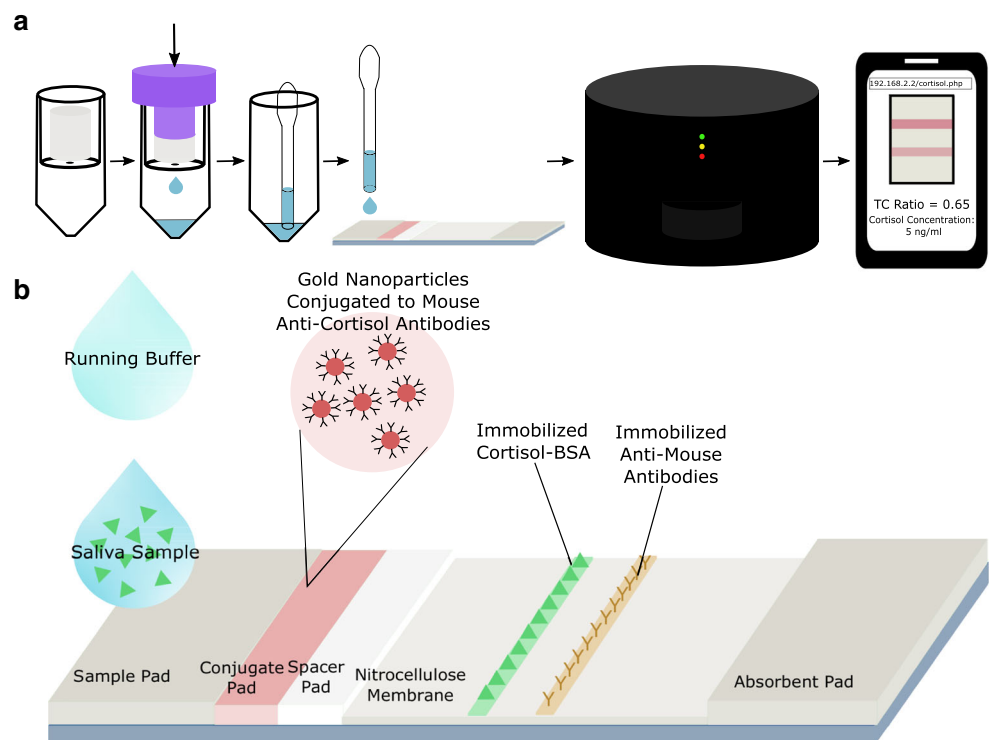 a
192.168.2.2/cortisol.php
TC Ratio = 0.65
Cortisol Concentration:
5 ng/ml
b
Gold Nanoparticles
Conjugated to Mouse
Anti-Cortisol Antibodies
Running Buffer
Immobilized
Cortisol-BSA
Immobilized
Anti-Mouse
Antibodies
Saliva Sample
Sample Pad
Conjugate
Pad
Spacer
Pad
Nitrocellulose
Membrane
Absorbent Pad